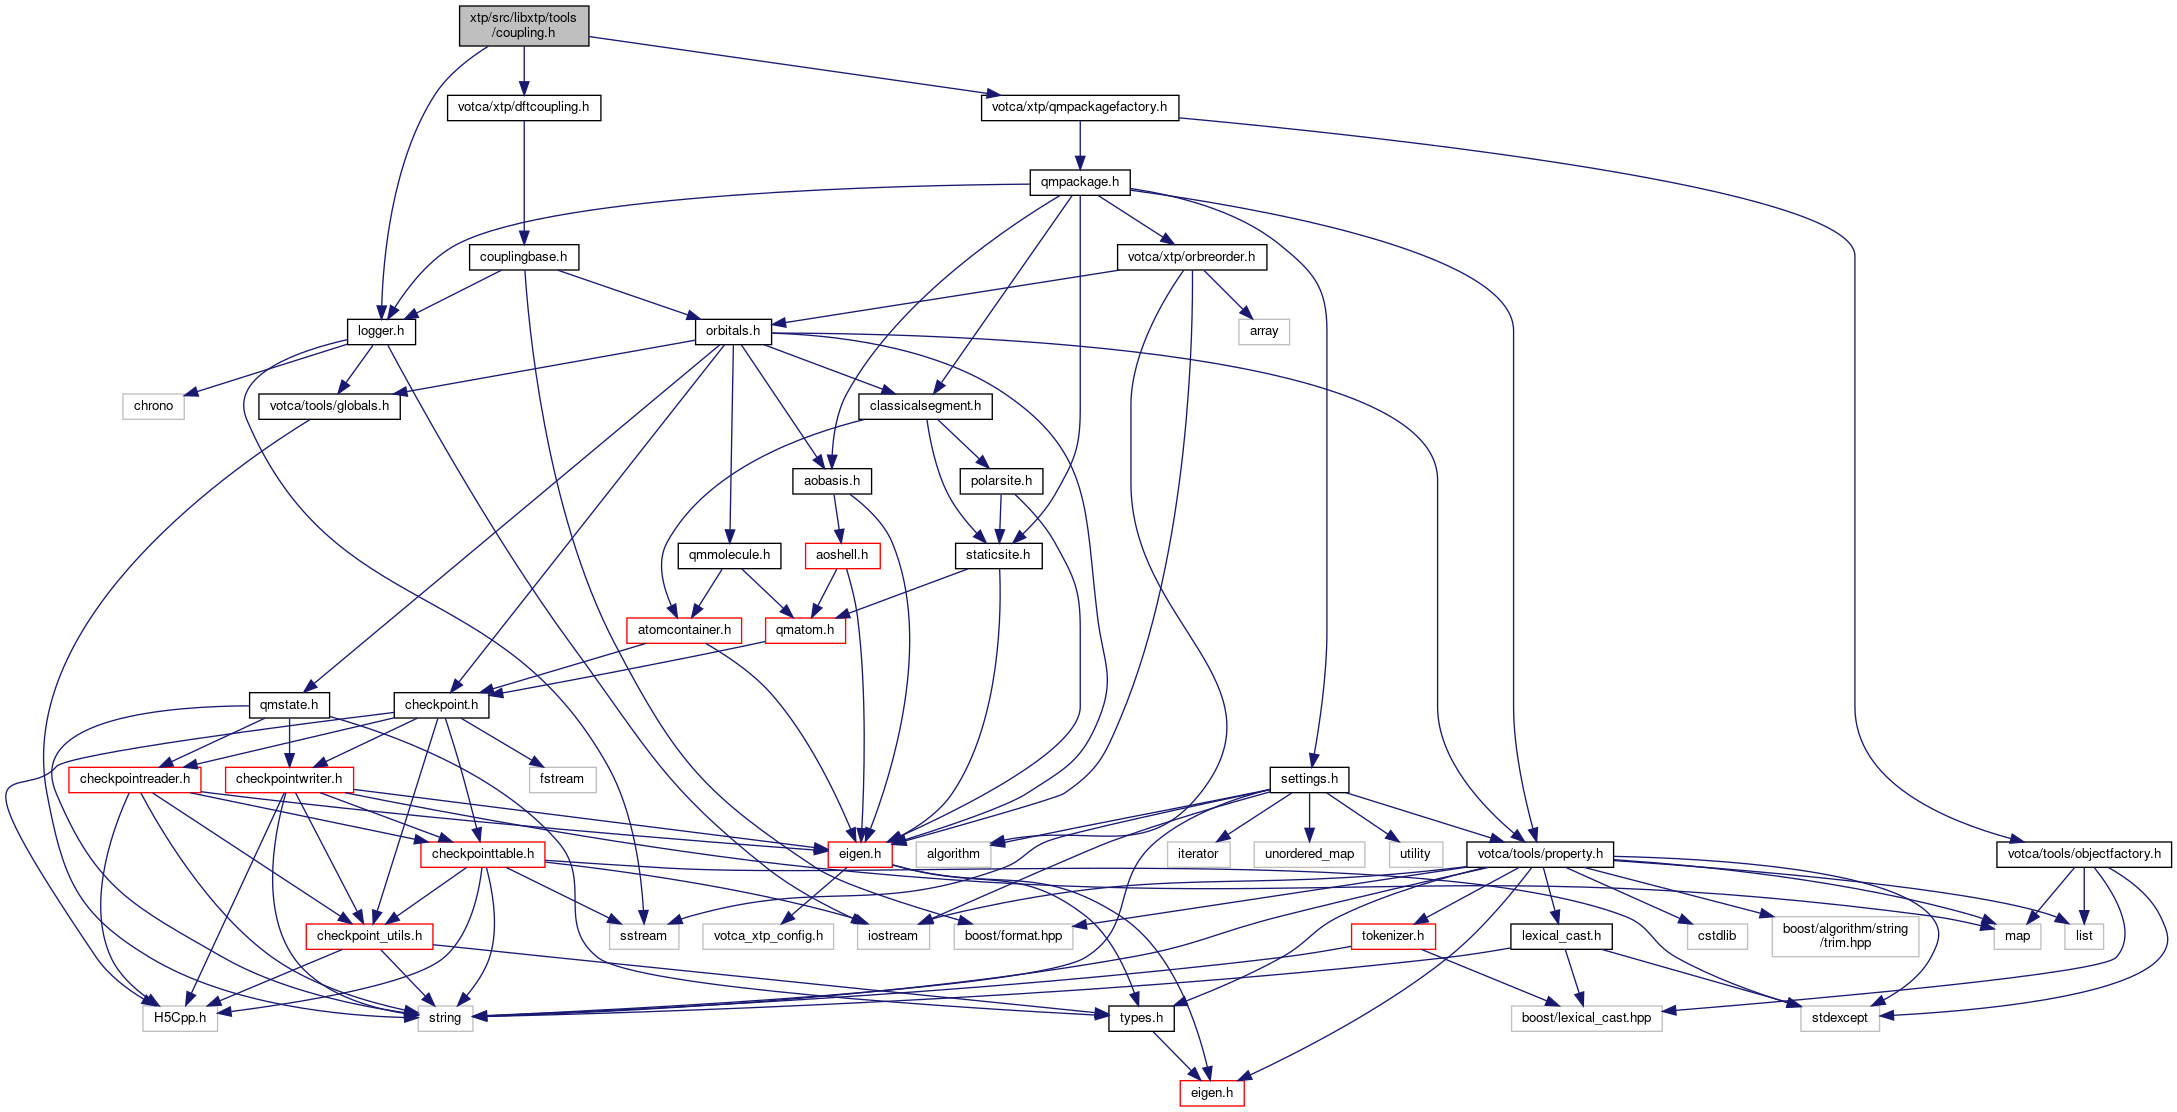 xtp/src/libxtp/tools
/coupling.h
votca/xtp/dftcoupling.h
votca/xtp/qmpackagefactory.h
qmpackage.h
couplingbase.h
votca/xtp/orbreorder.h
logger.h
orbitals.h
array
chrono
votca/tools/globals.h
classicalsegment.h
aobasis.h
polarsite.h
qmmolecule.h
aoshell.h
staticsite.h
atomcontainer.h
qmatom.h
qmstate.h
checkpoint.h
checkpointreader.h
checkpointwriter.h
fstream
settings.h
checkpointtable.h
eigen.h
algorithm
iterator
unordered_map
utility
votca/tools/property.h
votca/tools/objectfactory.h
checkpoint_utils.h
sstream
votca_xtp_config.h
iostream
boost/format.hpp
tokenizer.h
lexical_cast.h
cstdlib
boost/algorithm/string
/trim.hpp
map
list
H5Cpp.h
string
types.h
boost/lexical_cast.hpp
stdexcept
eigen.h